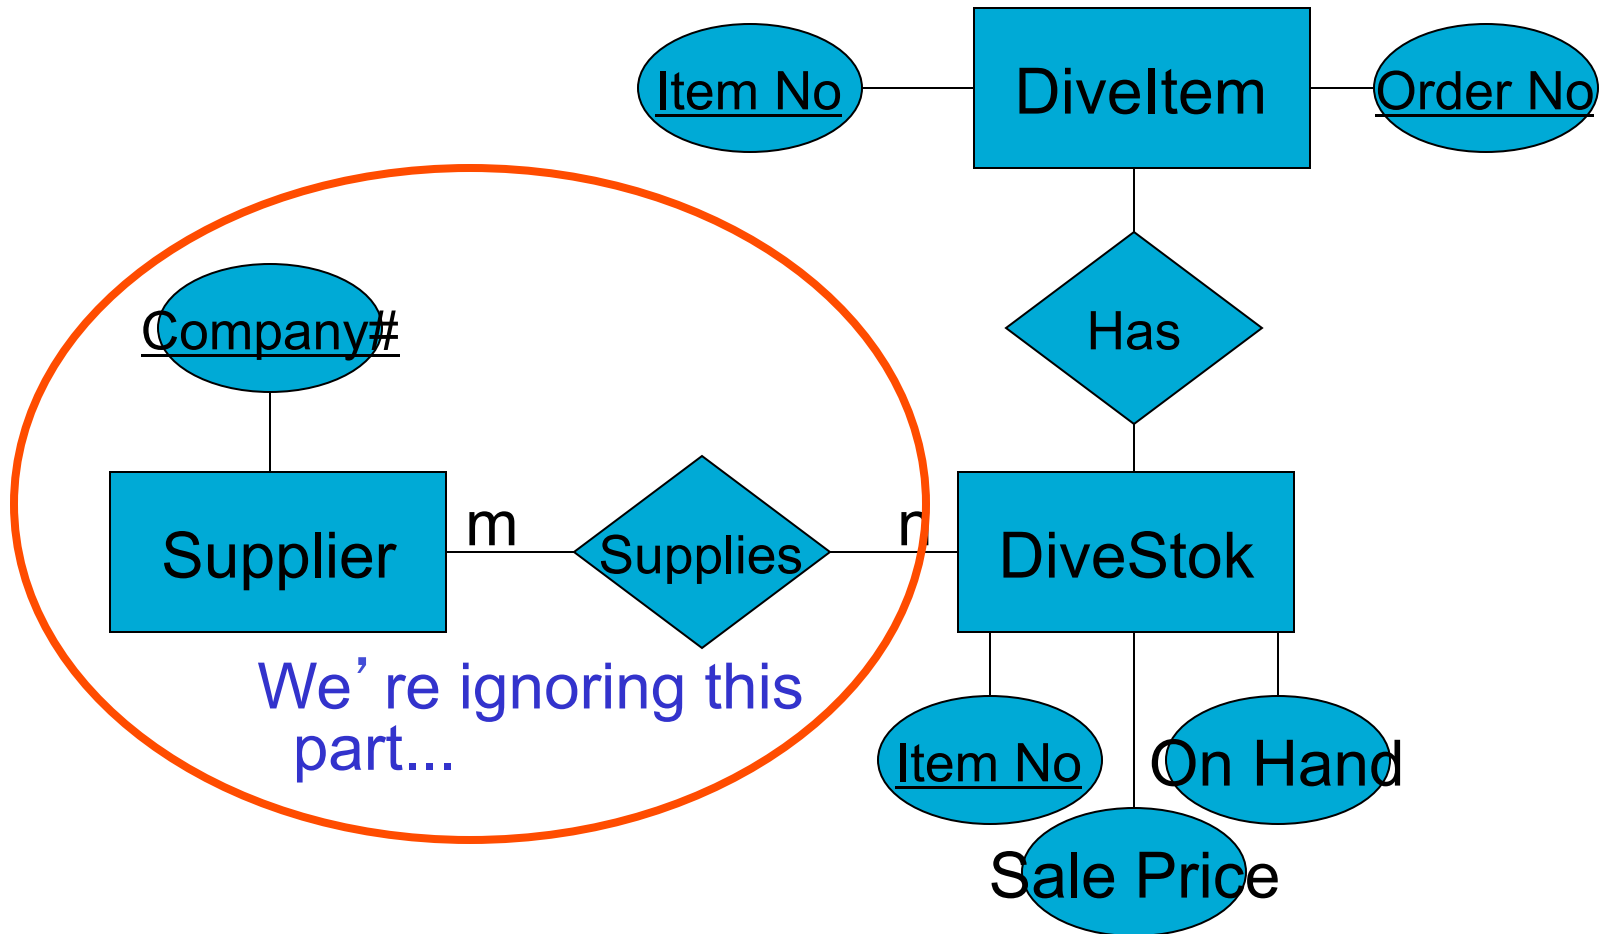 Item No
DiveItem
Order No
Company#
Has
Supplier
m
Supplies
n
DiveStok
We’re ignoring this
part...
Item No
On Hand
Sale Price